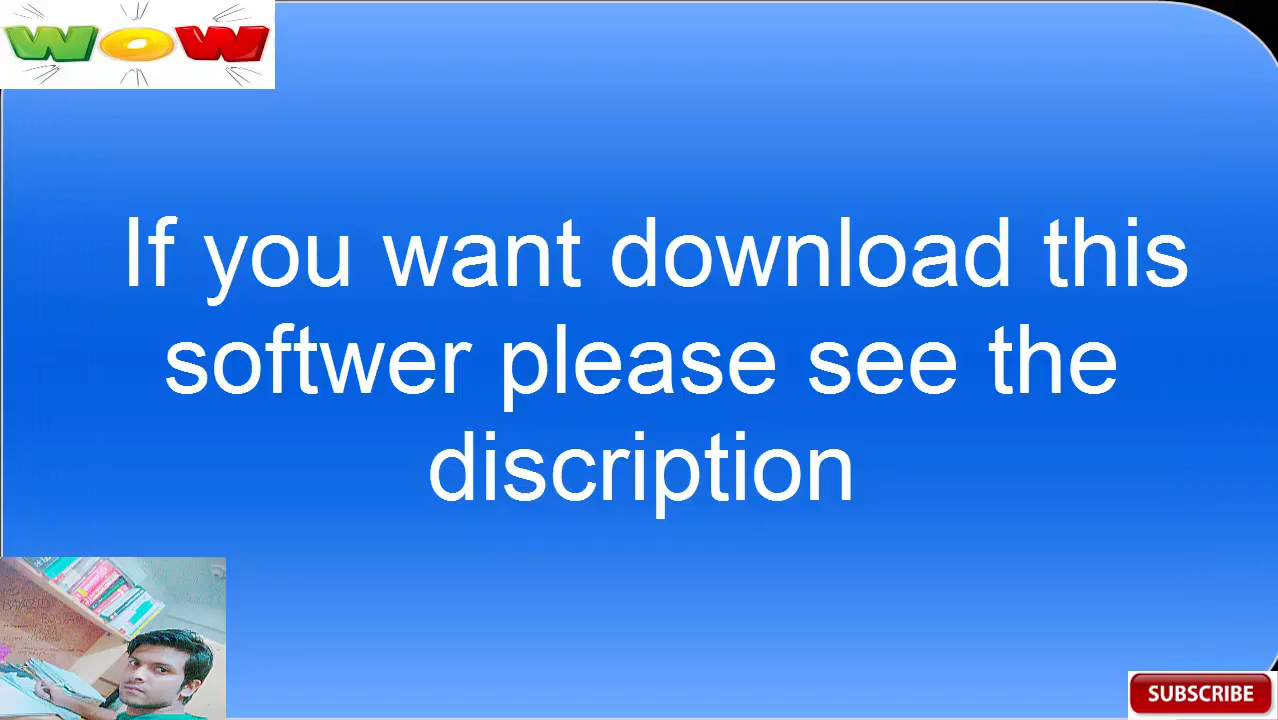 WOW
If you want download this
softwer please see the
discription
SUBSCRIBE